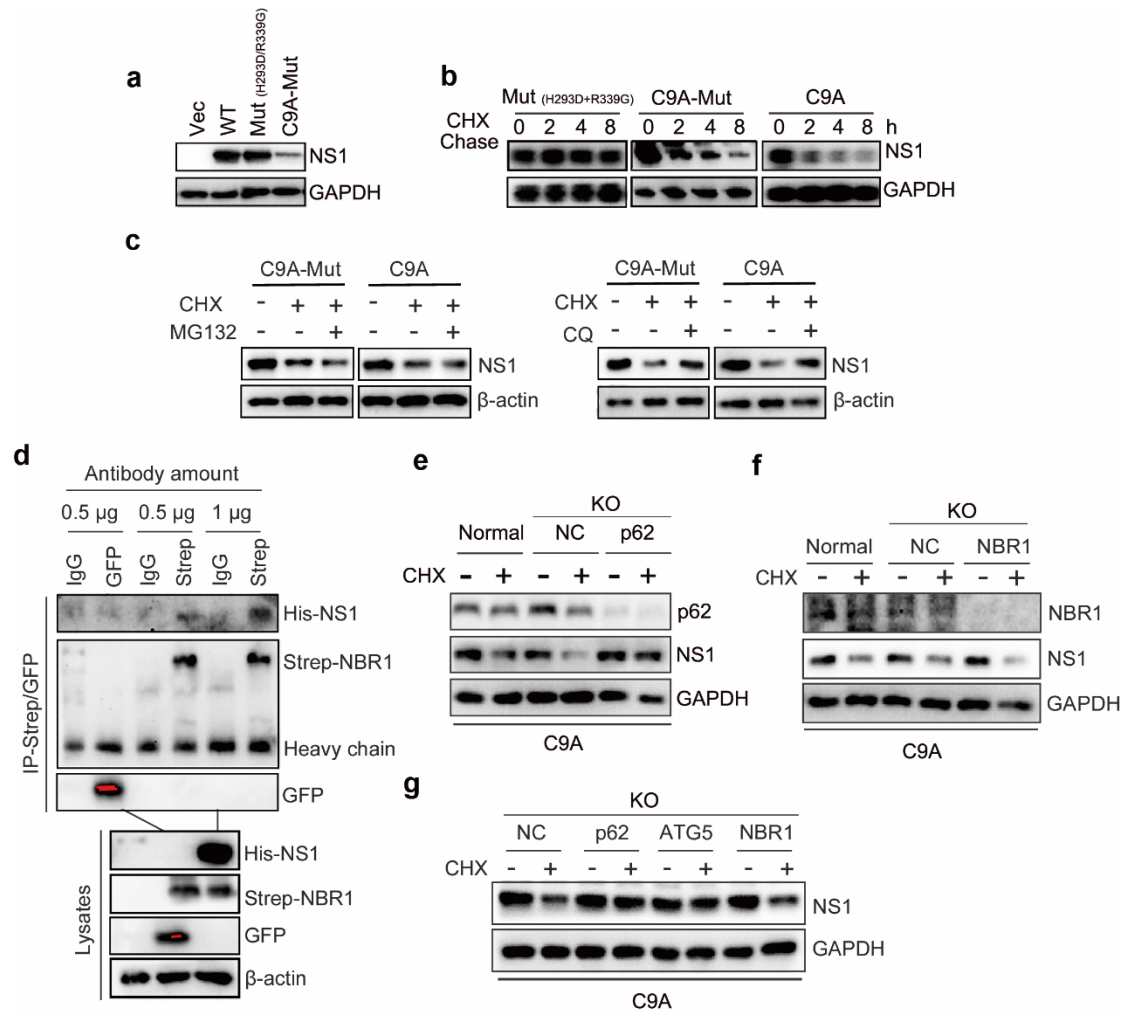 a
Vec
WT
Mut (H293D/R339G)
C9A-Mut
NS1
GAPDH
b
Mut (H293D+R339G) C9A-Mut C9A
CHX Chase
0 2 4 8 0 2 4 8 0 2 4 8 h
NS1
GAPDH
c
C9A-Mut C9A
CHX - + + - + +
MG132 - - + - - +
NS1
β-actin
C9A-Mut C9A
CHX - + + - + +
CQ - - + - - +
NS1
β-actin
d
Antibody amount
0.5 μg 0.5 μg 1 μg
IgG GFP IgG Strep IgG Strep
IP-Strep/GFP
His-NS1
Strep-NBR1
Heavy chain
GFP
Lysates
His-NS1
Strep-NBR1
GFP
β-actin
e
KO
Normal NC p62
CHX - + - + - +
p62
NS1
GAPDH
C9A
f
KO
Normal NC NBR1
CHX - + - + - +
NBR1
NS1
GAPDH
C9A
g
KO
NC p62 ATG5 NBR1
CHX - + - + - + - +
NS1
GAPDH
C9A